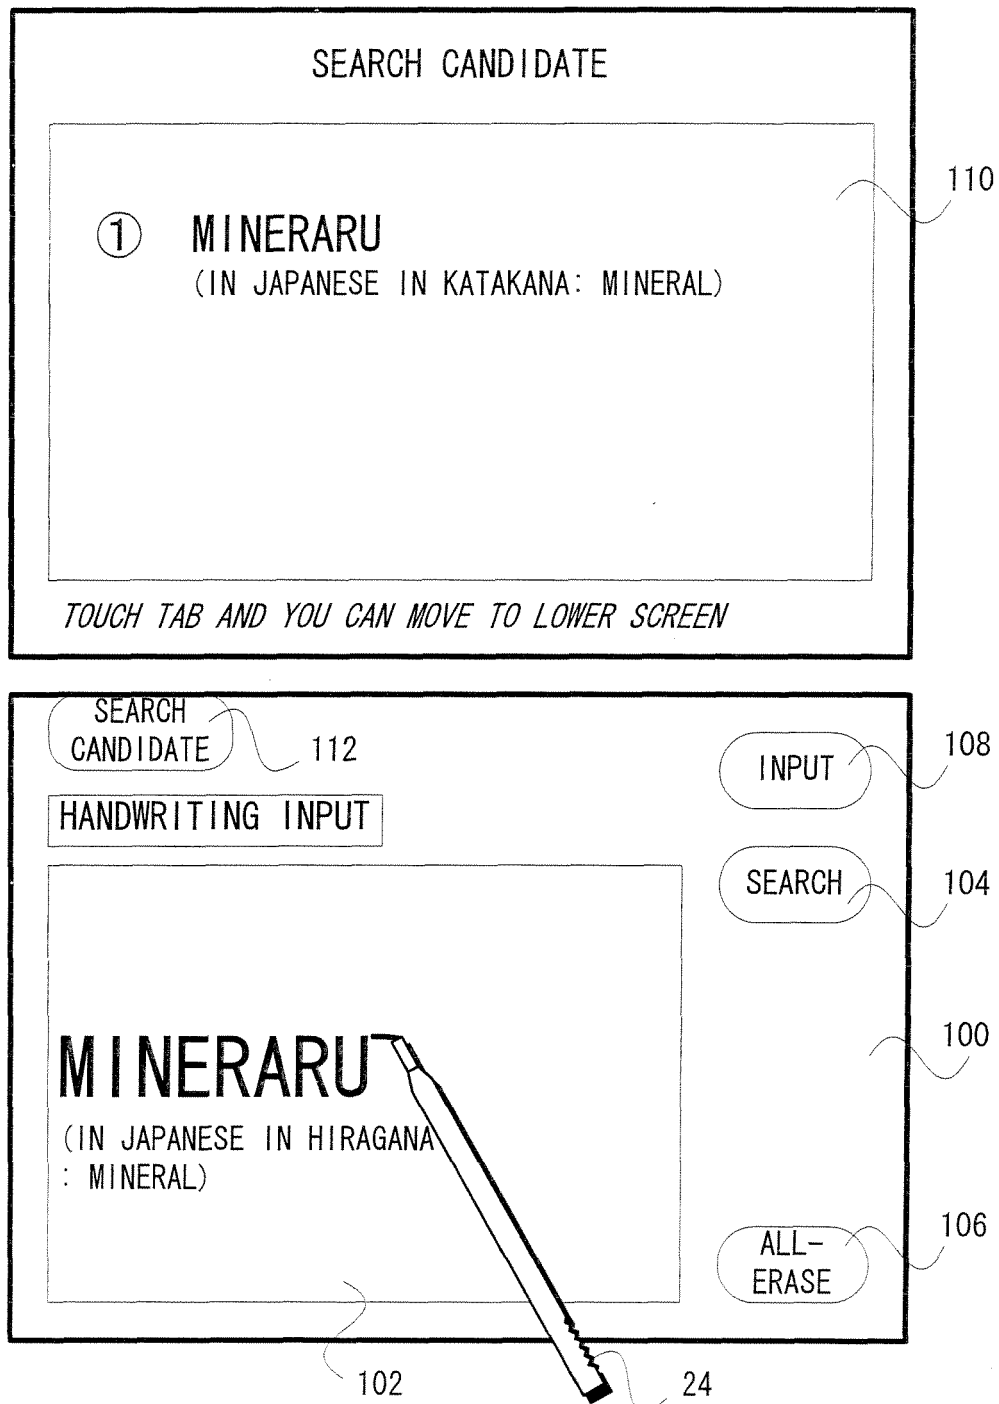 SEARCH CANDIDATE
110
① MINERARU
(IN JAPANESE IN KATAKANA: MINERAL)
TOUCH TAB AND YOU CAN MOVE TO LOWER SCREEN
SEARCH
CANDIDATE
112
INPUT
108
HANDWRITING INPUT
SEARCH
104
100
MINERARU
(IN JAPANESE IN HIRAGANA
: MINERAL)
ALL-
ERASE
106
102
24